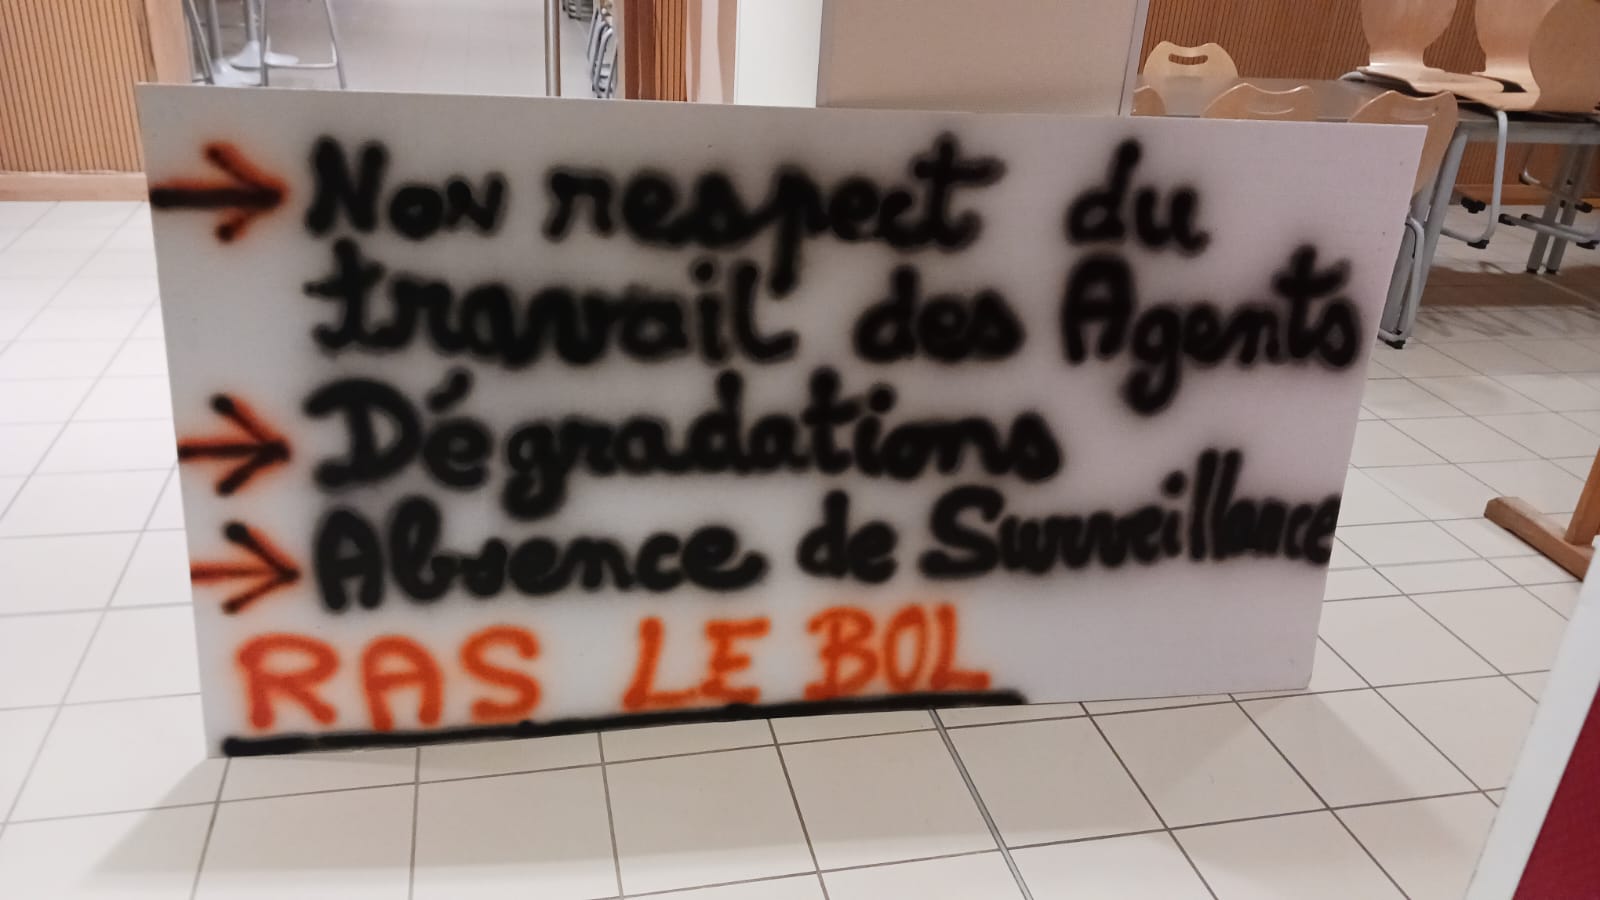 → Non respect du
travail des Agents
→ Dégradations
→ Absence de Surveillance
RAS LE BOL